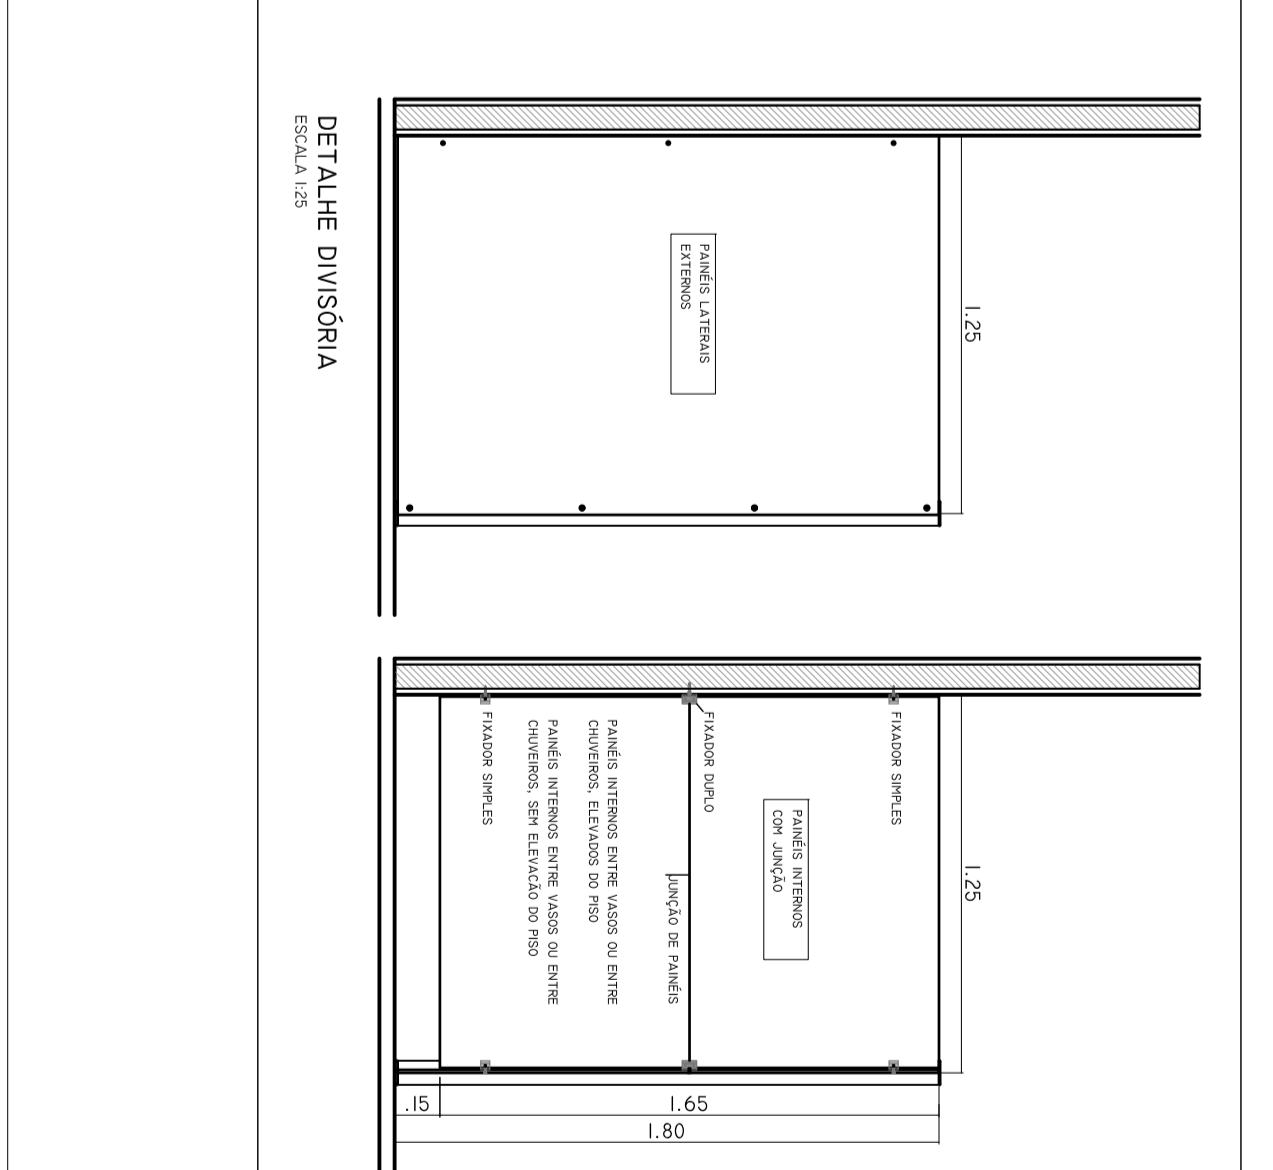 1.25
PAINÉIS LATERAIS
EXTERNOS
DETALHE DIVISÓRIA
ESCALA 1:25
1.25
FIXADOR SIMPLES
PAINÉIS INTERNOS
COM JUNÇÃO
FIXADOR DUPLO
JUNÇÃO DE PAINÉIS
PAINÉIS INTERNOS ENTRE VASOS OU ENTRE
CHUVEIROS, ELEVADOS DO PISO
PAINÉIS INTERNOS ENTRE VASOS OU ENTRE
CHUVEIROS, SEM ELEVAÇÃO DO PISO
FIXADOR SIMPLES
.15
1.65
1.80